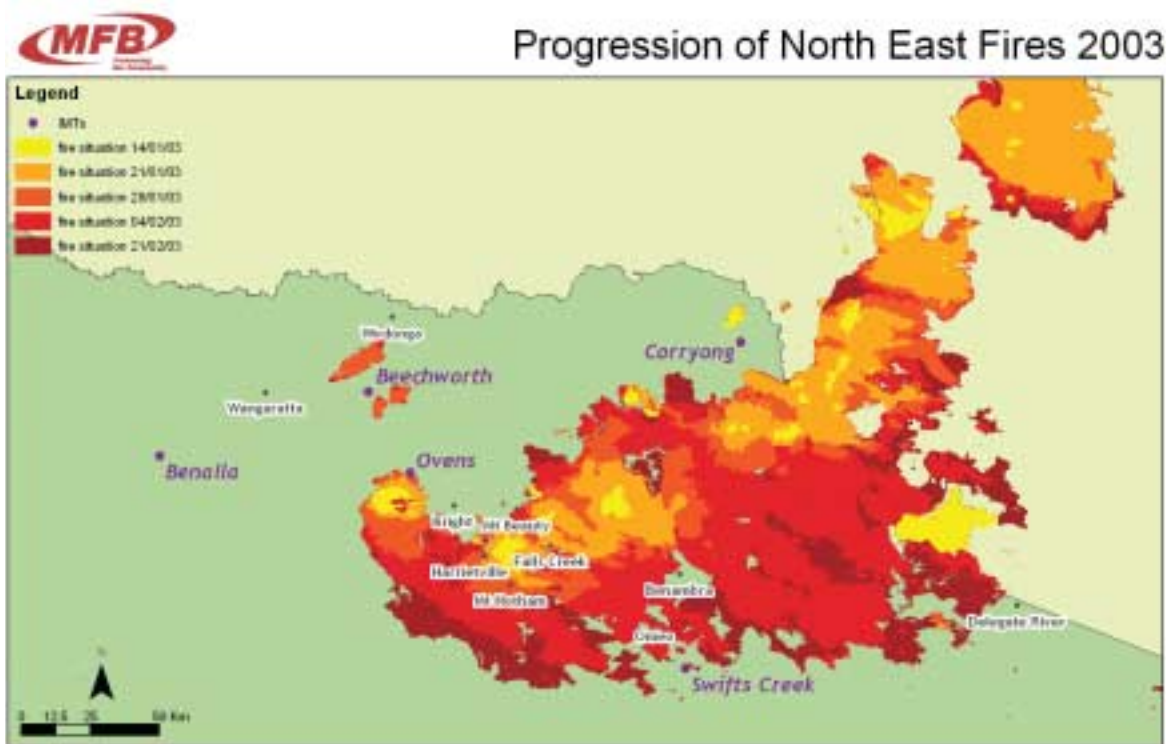 MFB
Progression of North East Fires 2003
Legend
IMTs
fire situation 14/01/03
fire situation 21/01/03
fire situation 28/01/03
fire situation 04/02/03
fire situation 21/02/03
Wodonga
Corryong
Beechworth
Wangaratta
Benalla
Ovens
Bright
Mt Beauty
Falls Creek
Harrietville
Mt Hotham
Benambra
Omeo
Delegate River
Swifts Creek
0 12.5 25 50 Km